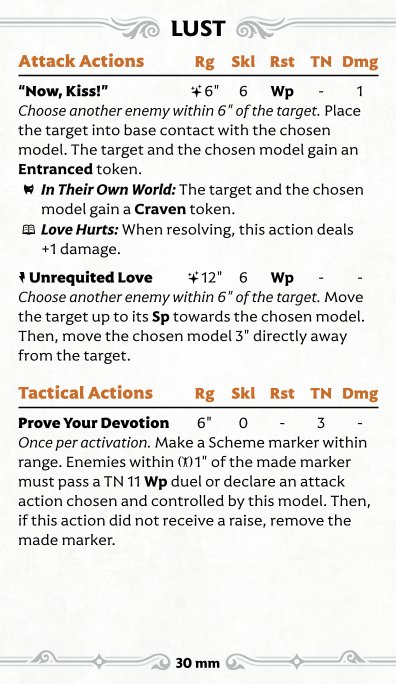 LUST
Attack Actions Rg Skl Rst TN Dmg
“Now, Kiss!” 6" 6 Wp - 1
Choose another enemy within 6" of the target. Place
the target into base contact with the chosen
model. The target and the chosen model gain an
Entranced token.
In Their Own World: The target and the chosen
model gain a Craven token.
Love Hurts: When resolving, this action deals
+1 damage.
Unrequited Love 12" 6 Wp - -
Choose another enemy within 6" of the target. Move
the target up to its Sp towards the chosen model.
Then, move the chosen model 3" directly away
from the target.
Tactical Actions Rg Skl Rst TN Dmg
Prove Your Devotion 6" 0 - 3 -
Once per activation. Make a Scheme marker within
range. Enemies within 1" of the made marker
must pass a TN 11 Wp duel or declare an attack
action chosen and controlled by this model. Then,
if this action did not receive a raise, remove the
made marker.
30 mm